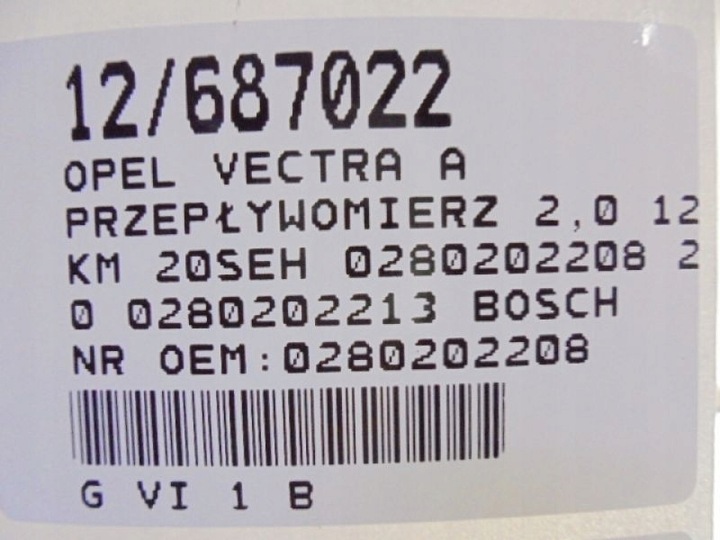 12/687022
OPEL VECTRA A
PRZEPŁYWOMIERZ 2,0 12
KM 20SEH 0280202208 2
0 0280202213 BOSCH
NR OEM:0280202208
G VI 1 B